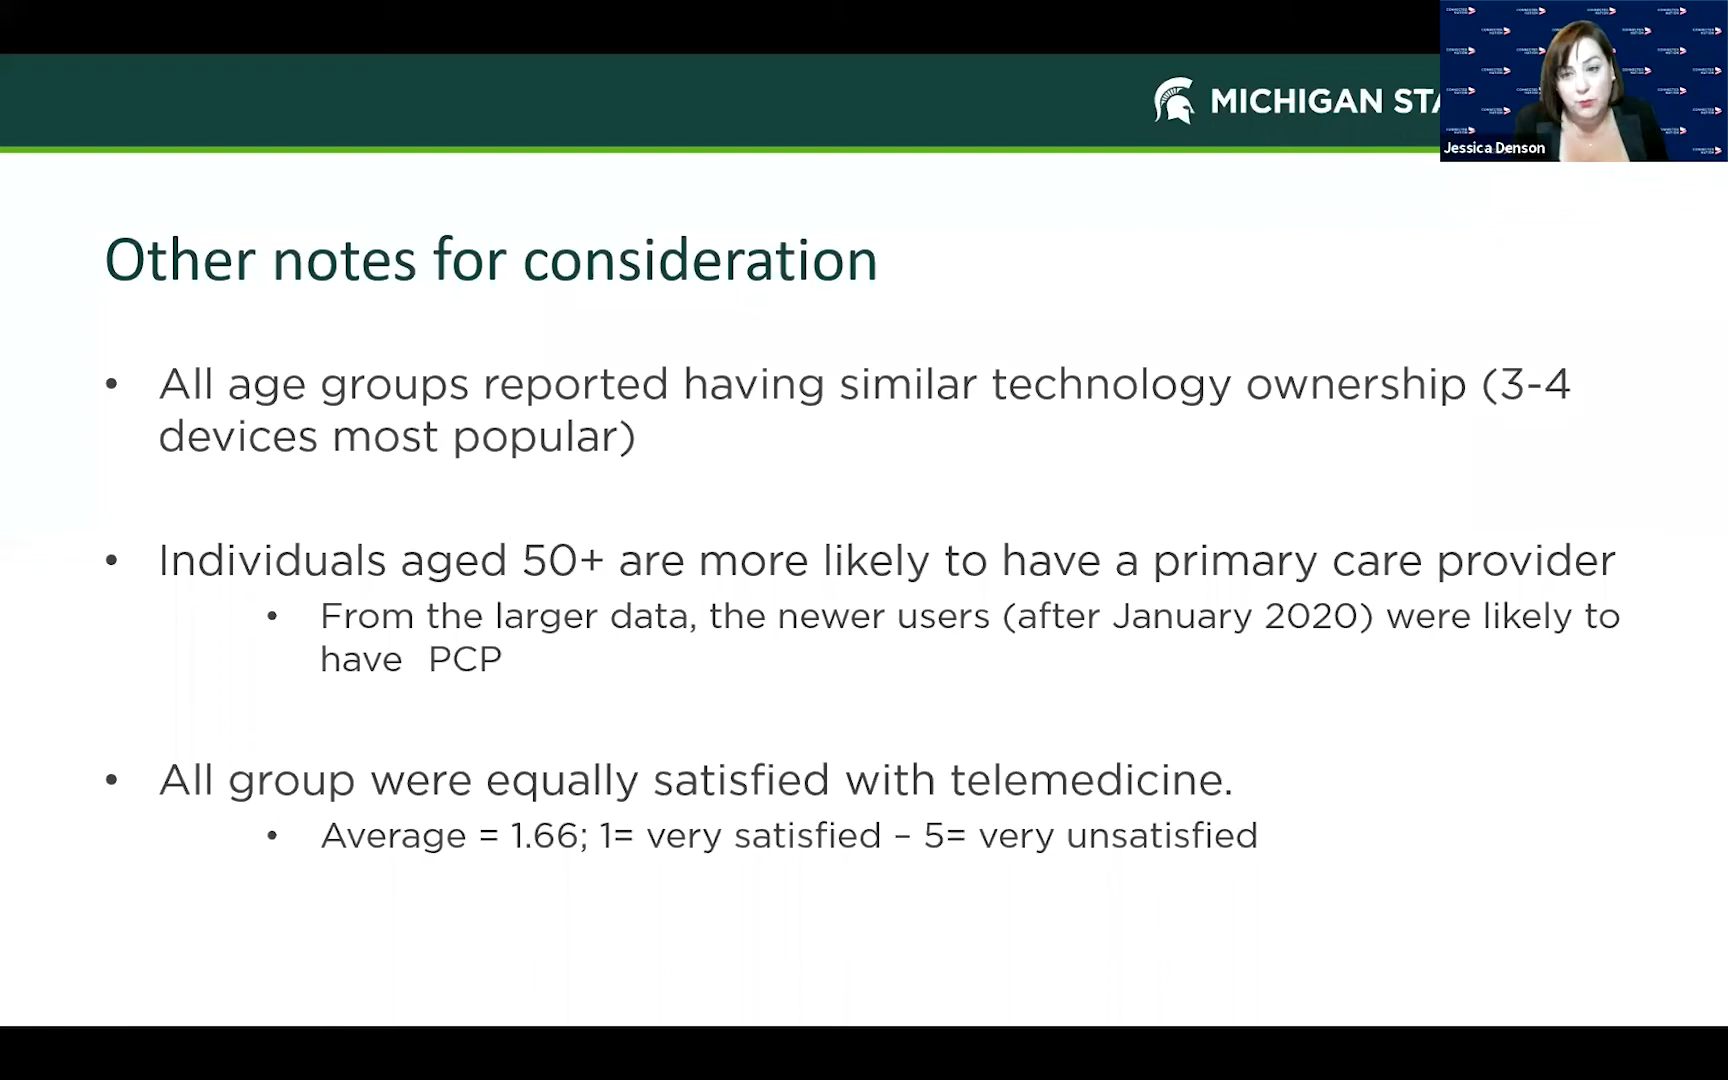 MICHIGAN STA
Jessica Denson
Other notes for consideration
• All age groups reported having similar technology ownership (3-4
devices most popular)
• Individuals aged 50+ are more likely to have a primary care provider
• From the larger data, the newer users (after January 2020) were likely to
have PCP
• All group were equally satisfied with telemedicine.
• Average = 1.66; 1= very satisfied – 5= very unsatisfied